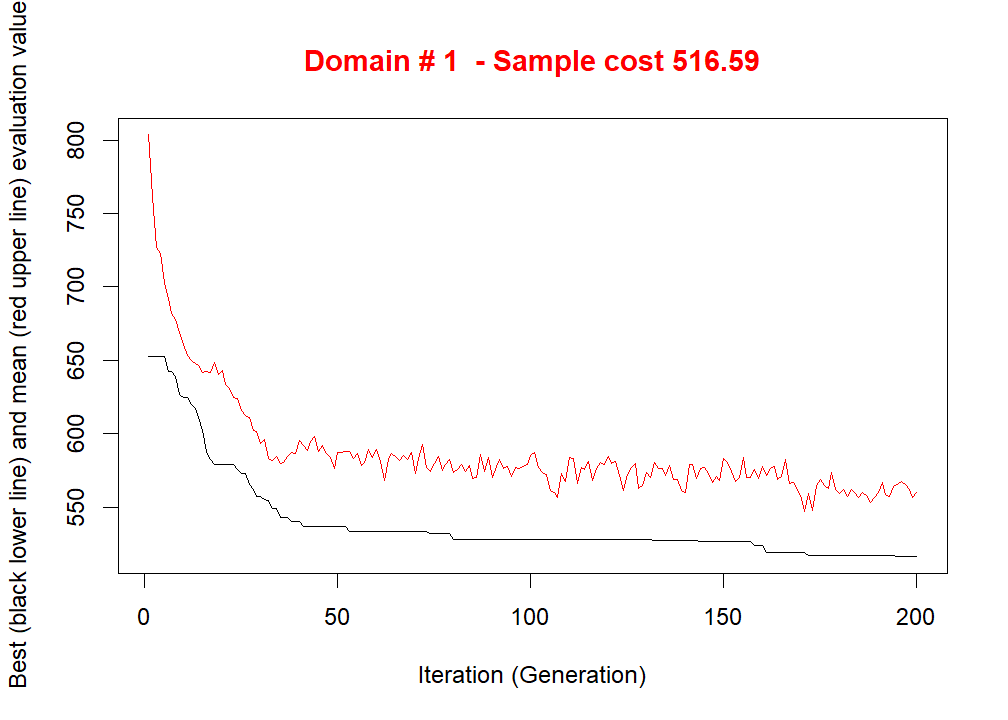 Domain # 1  - Sample cost 516.59
Best (black lower line) and mean (red upper line) evaluation value
800
750
700
650
600
550
0 50 100 150 200
Iteration (Generation)